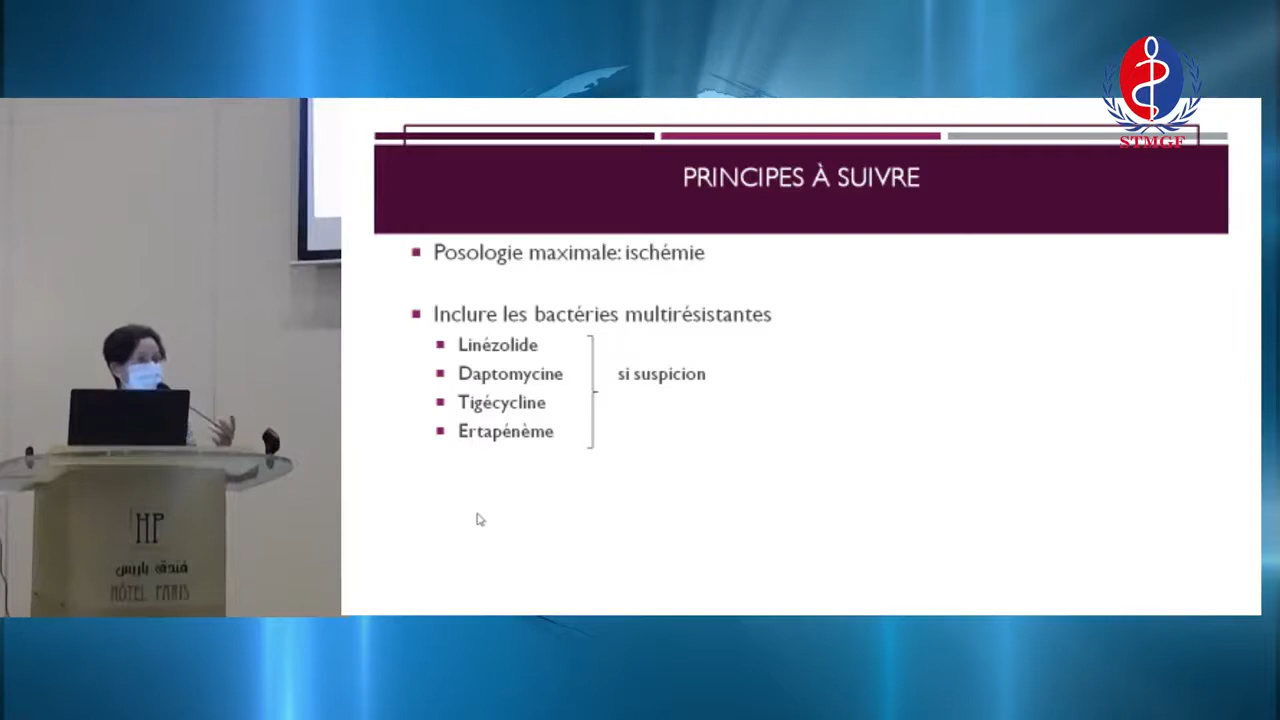 STMGF
PRINCIPES À SUIVRE
Posologie maximale: ischémie
Inclure les bactéries multirésistantes
Linézolide
Daptomycine
Tigécycline
Ertapénème
si suspicion
HP
فندق باريس
HÔTEL PARIS